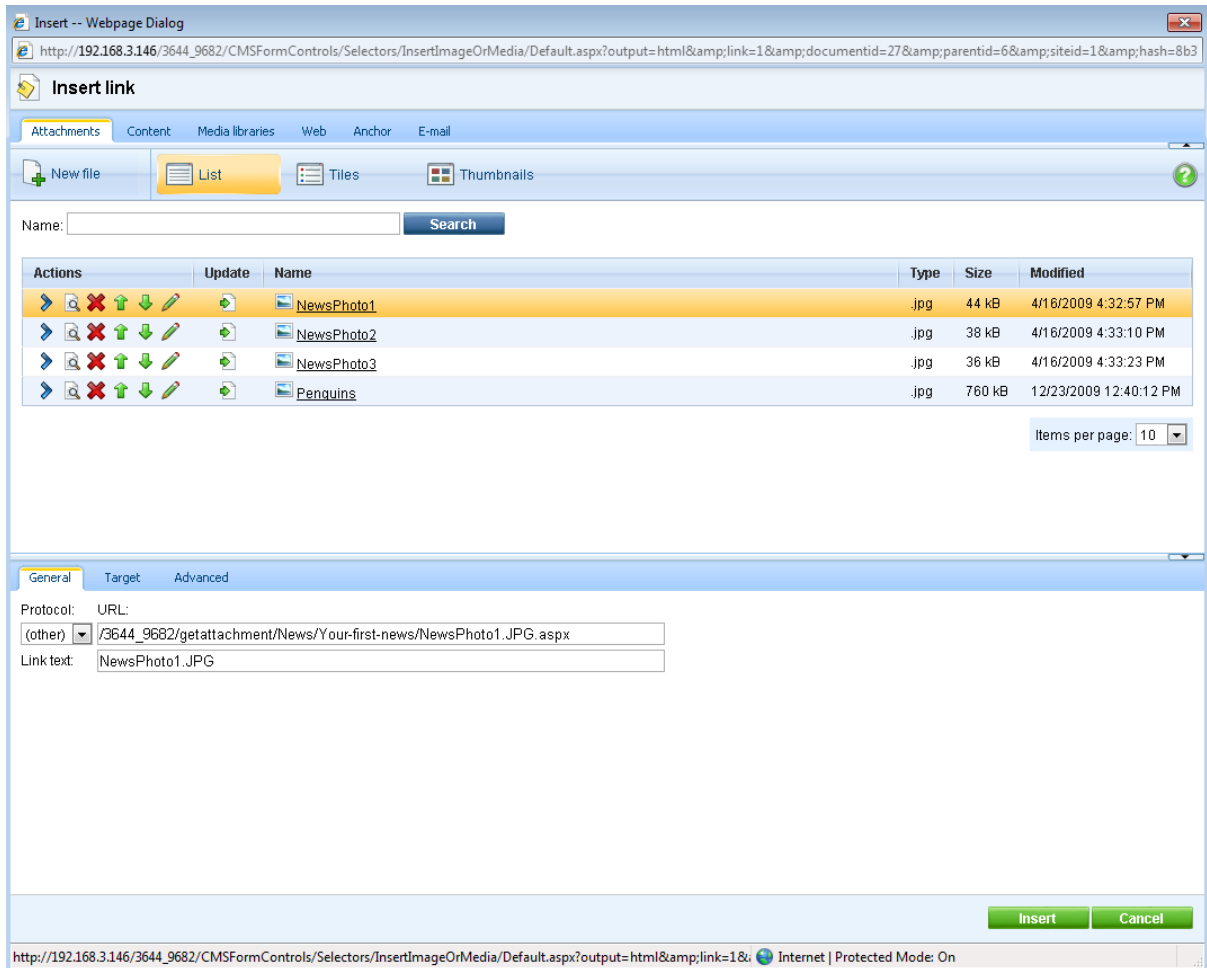 Insert -- Webpage Dialog
http://192.168.3.146/3644_9682/CMSFormControls/Selectors/InsertImageOrMedia/Default.aspx?output=html&amp;link=1&amp;documentid=27&amp;parentid=6&amp;siteid=1&amp;hash=8b3
Insert link
Attachments Content Media libraries Web Anchor E-mail
New file List Tiles Thumbnails ?
Name: Search
Actions Update Name Type Size Modified
NewsPhoto1 .jpg 44 kB 4/16/2009 4:32:57 PM
NewsPhoto2 .jpg 38 kB 4/16/2009 4:33:10 PM
NewsPhoto3 .jpg 36 kB 4/16/2009 4:33:23 PM
Penguins .jpg 760 kB 12/23/2009 12:40:12 PM
Items per page: 10
General Target Advanced
Protocol: URL:
(other) /3644_9682/getattachment/News/Your-first-news/NewsPhoto1.JPG.aspx
Link text: NewsPhoto1.JPG
Insert Cancel
http://192.168.3.146/3644_9682/CMSFormControls/Selectors/InsertImageOrMedia/Default.aspx?output=html&amp;link=1&a Internet | Protected Mode: On